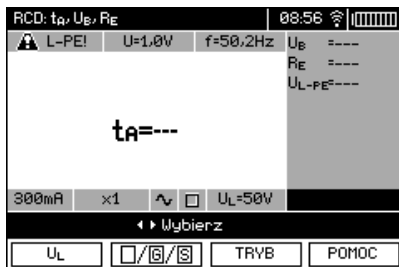 RCD: tA, UB, RE 08:56
L-PE! U=1,0V f=50,2Hz
UB =---
RE =---
UL-PE=---
tA=---
300mA x1 UL=50V
Wybierz
UL □/G/S TRYB POMOC